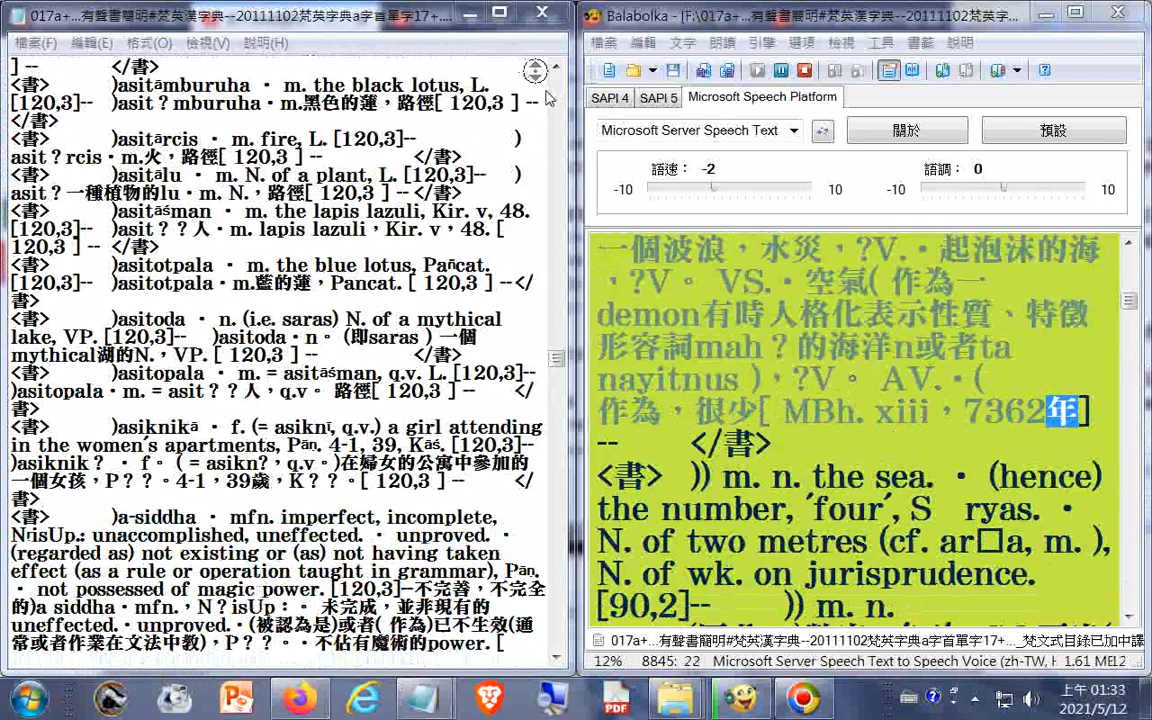 017a+...有聲書簡明#梵英漢字典--20111102梵英字典a字首單字17+...
檔案(F) 編輯(E) 格式(O) 檢視(V) 說明(H)
] -- </書>
<書> )asitāmburuha ‧ m. the black lotus, L.
[120,3]-- )asit ? mburuha‧m.黑色的蓮，路徑[ 120,3 ] --
</書>
<書> )asitārcis ‧ m. fire, L. [120,3]-- )
asit ? rcis‧m.火，路徑[ 120,3 ] -- </書>
<書> )asitālu ‧ m. N. of a plant, L. [120,3]-- )
asit ? 一種植物的lu‧m. N.，路徑[ 120,3 ] -- </書>
<書> )asitāśman ‧ m. the lapis lazuli, Kir. v, 48.
[120,3]-- )asit ? ? 人‧m. lapis lazuli，Kir. v，48. [
120,3 ] -- </書>
<書> )asitotpala ‧ m. the blue lotus, Pañcat.
[120,3]-- )asitotpala‧m.藍的蓮，Pancat. [ 120,3 ] --</
書>
<書> )asitoda ‧ n. (i.e. saras) N. of a mythical
lake, VP. [120,3]-- )asitoda‧n。(即saras ) 一個
mythical湖的N.，VP. [ 120,3 ] -- </書>
<書> )asitopala ‧ m. = asitāśman, q.v. L. [120,3]--
)asitopala‧m. = asit ? ? 人，q.v。 路徑[ 120,3 ] -- </
書>
<書> )asiknikā ‧ f. (= asiknī, q.v.) a girl attending
in the women's apartments, Pāṇ. 4-1, 39, Kāś. [120,3]--
)asiknik ? ‧ f。( = asikn?，q.v。)在婦女的公寓中參加的
一個女孩，P ? ?。4-1，39歲，K ? ?。[ 120,3 ] -- </
書>
<書> )a-siddha ‧ mfn. imperfect, incomplete,
NṛisUp.: unaccomplished, uneffected. ‧ unproved. ‧
(regarded as) not existing or (as) not having taken
effect (as a rule or operation taught in grammar), Pāṇ.
‧ not possessed of magic power. [120,3]--不完善，不完全
的)a siddha‧mfn.，N ? isUp：。 未完成，並非現有的
uneffected.‧unproved.‧(被認為是)或者( 作為)已不生效(通
常或者作業在文法中教)，P ? ?。‧不佔有魔術的power. [
Balabolka - [F:\017a+...有聲書簡明#梵英漢字典--20111102梵英字...
檔案 編輯 文字 朗讀 引擎 選項 檢視 工具 書籤 說明
SAPI 4 SAPI 5 Microsoft Speech Platform
Microsoft Server Speech Text 關於 預設
語速： -2 語調： 0
-10 10 -10 10
一個波浪，水災，?V.‧起泡沫的海
，?V。 VS.‧空氣( 作為一
demon有時人格化表示性質、特徵
形容詞mah ? 的海洋n或者ta
nayitnus )，?V。 AV.‧(
作為，很少[ MBh. xiii，7362年]
-- </書>
<書> )) m. n. the sea. ‧ (hence)
the number, 'four', S ryas. ‧
N. of two metres (cf. ar□a, m. ),
N. of wk. on jurisprudence.
[90,2]-- )) m. n.
017a+...有聲書簡明#梵英漢字典--20111102梵英字典a字首單字17+..._梵文式目錄已加中譯
12% 8845: 22 Microsoft Server Speech Text to Speech Voice (zh-TW, H 1.61 ME12
上午 01:33
2021/5/12